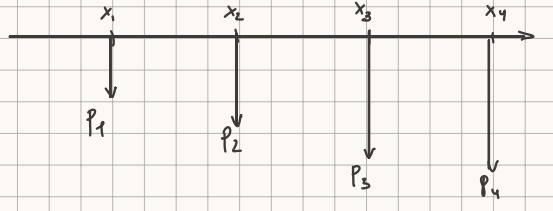 x₁ x₂ x₃ x₄
P₁ P₂ P₃ P₄